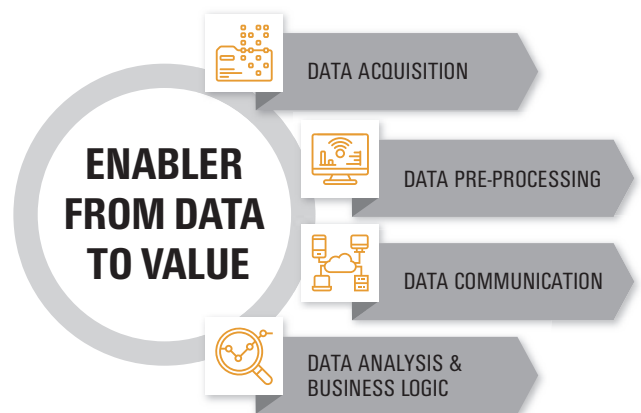 ENABLER
FROM DATA
TO VALUE
DATA ACQUISITION
DATA PRE-PROCESSING
DATA COMMUNICATION
DATA ANALYSIS &
BUSINESS LOGIC